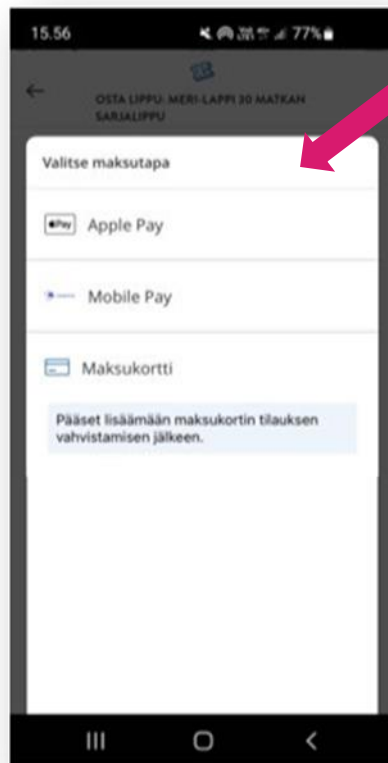 15.56 77%
OSTA LIPPU: MERI-LAPPI 30 MATKAN
SARJALIPPU
Valitse maksutapa
Pay Apple Pay
Mobile Pay
Maksukortti
Pääset lisäämään maksukortin tilauksen
vahvistamisen jälkeen.